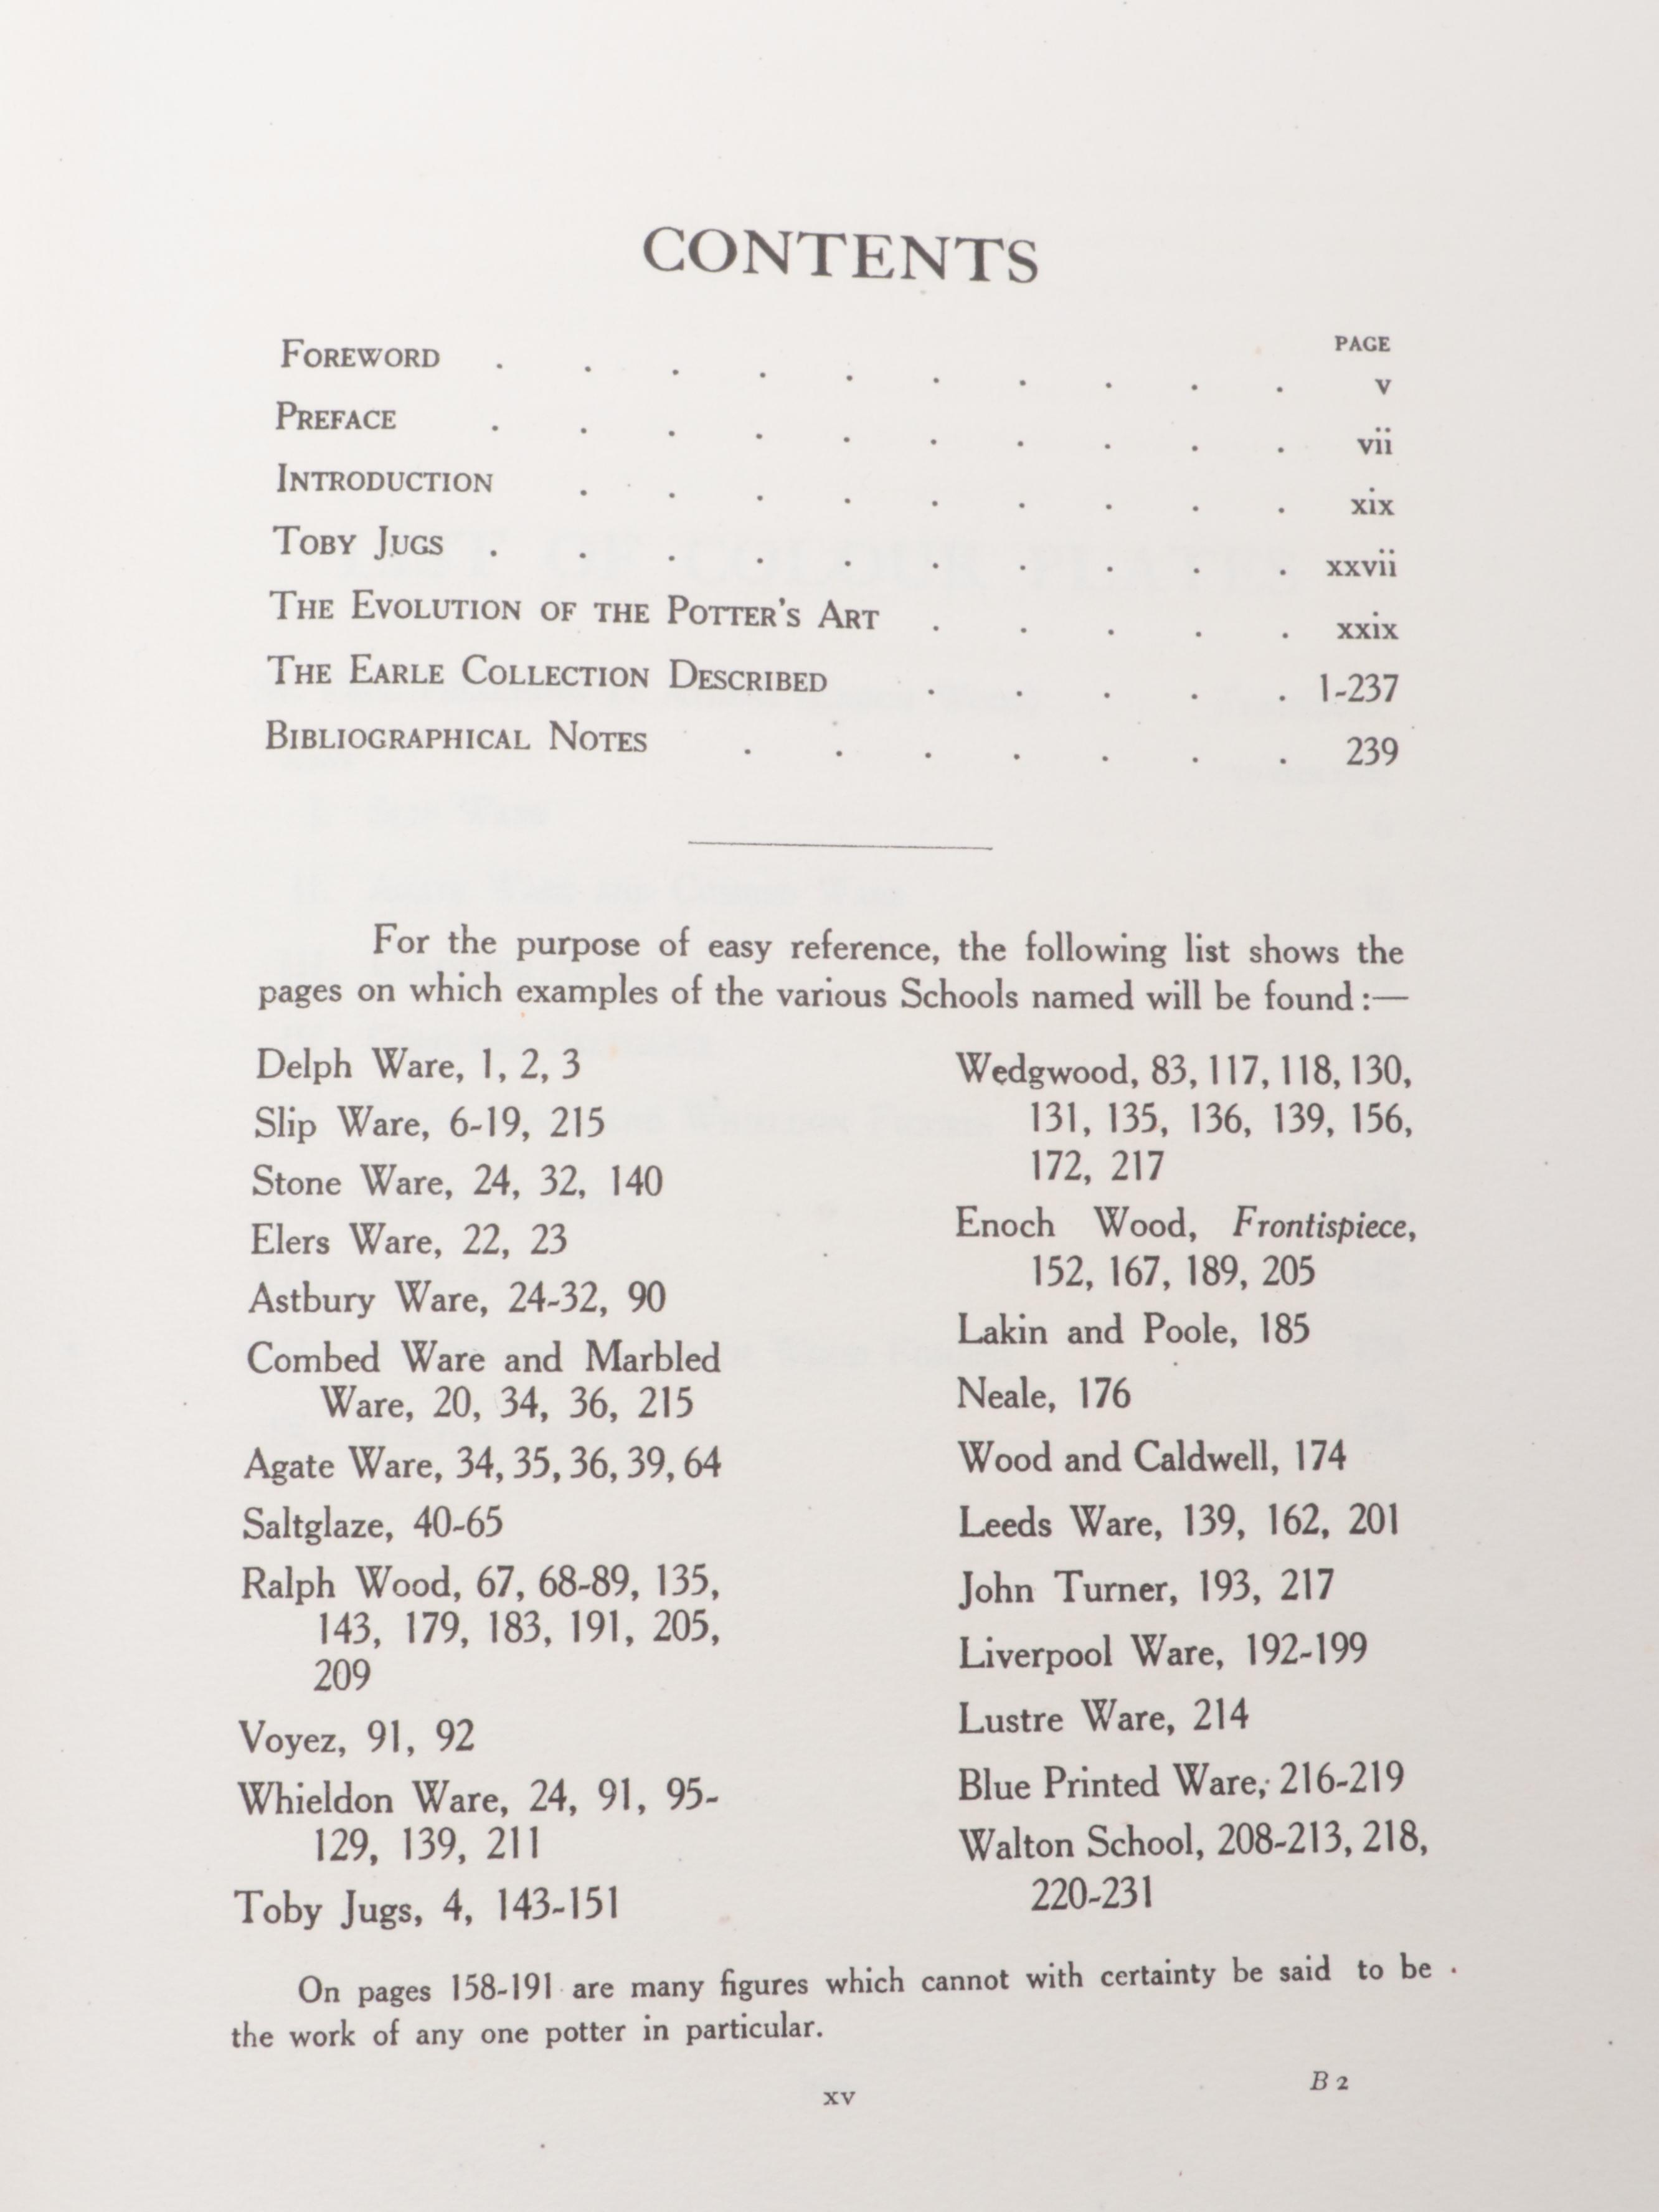 CONTENTS
PAGE
FOREWORD . . . . . . . . . . v
PREFACE . . . . . . . . . . vii
INTRODUCTION . . . . . . . . . xix
TOBY JUGS . . . . . . . . . . xxvii
THE EVOLUTION OF THE POTTER'S ART . . . . . xxix
THE EARLE COLLECTION DESCRIBED . . . . . 1-237
BIBLIOGRAPHICAL NOTES . . . . . . . 239
For the purpose of easy reference, the following list shows the
pages on which examples of the various Schools named will be found :—
Delph Ware, 1, 2, 3
Slip Ware, 6-19, 215
Stone Ware, 24, 32, 140
Elers Ware, 22, 23
Astbury Ware, 24-32, 90
Combed Ware and Marbled
Ware, 20, 34, 36, 215
Agate Ware, 34, 35, 36, 39, 64
Saltglaze, 40-65
Ralph Wood, 67, 68-89, 135,
143, 179, 183, 191, 205,
209
Voyez, 91, 92
Whieldon Ware, 24, 91, 95-
129, 139, 211
Toby Jugs, 4, 143-151
Wedgwood, 83, 117, 118, 130,
131, 135, 136, 139, 156,
172, 217
Enoch Wood, Frontispiece,
152, 167, 189, 205
Lakin and Poole, 185
Neale, 176
Wood and Caldwell, 174
Leeds Ware, 139, 162, 201
John Turner, 193, 217
Liverpool Ware, 192-199
Lustre Ware, 214
Blue Printed Ware, 216-219
Walton School, 208-213, 218,
220-231
On pages 158-191 are many figures which cannot with certainty be said to be
the work of any one potter in particular.
xv
B 2